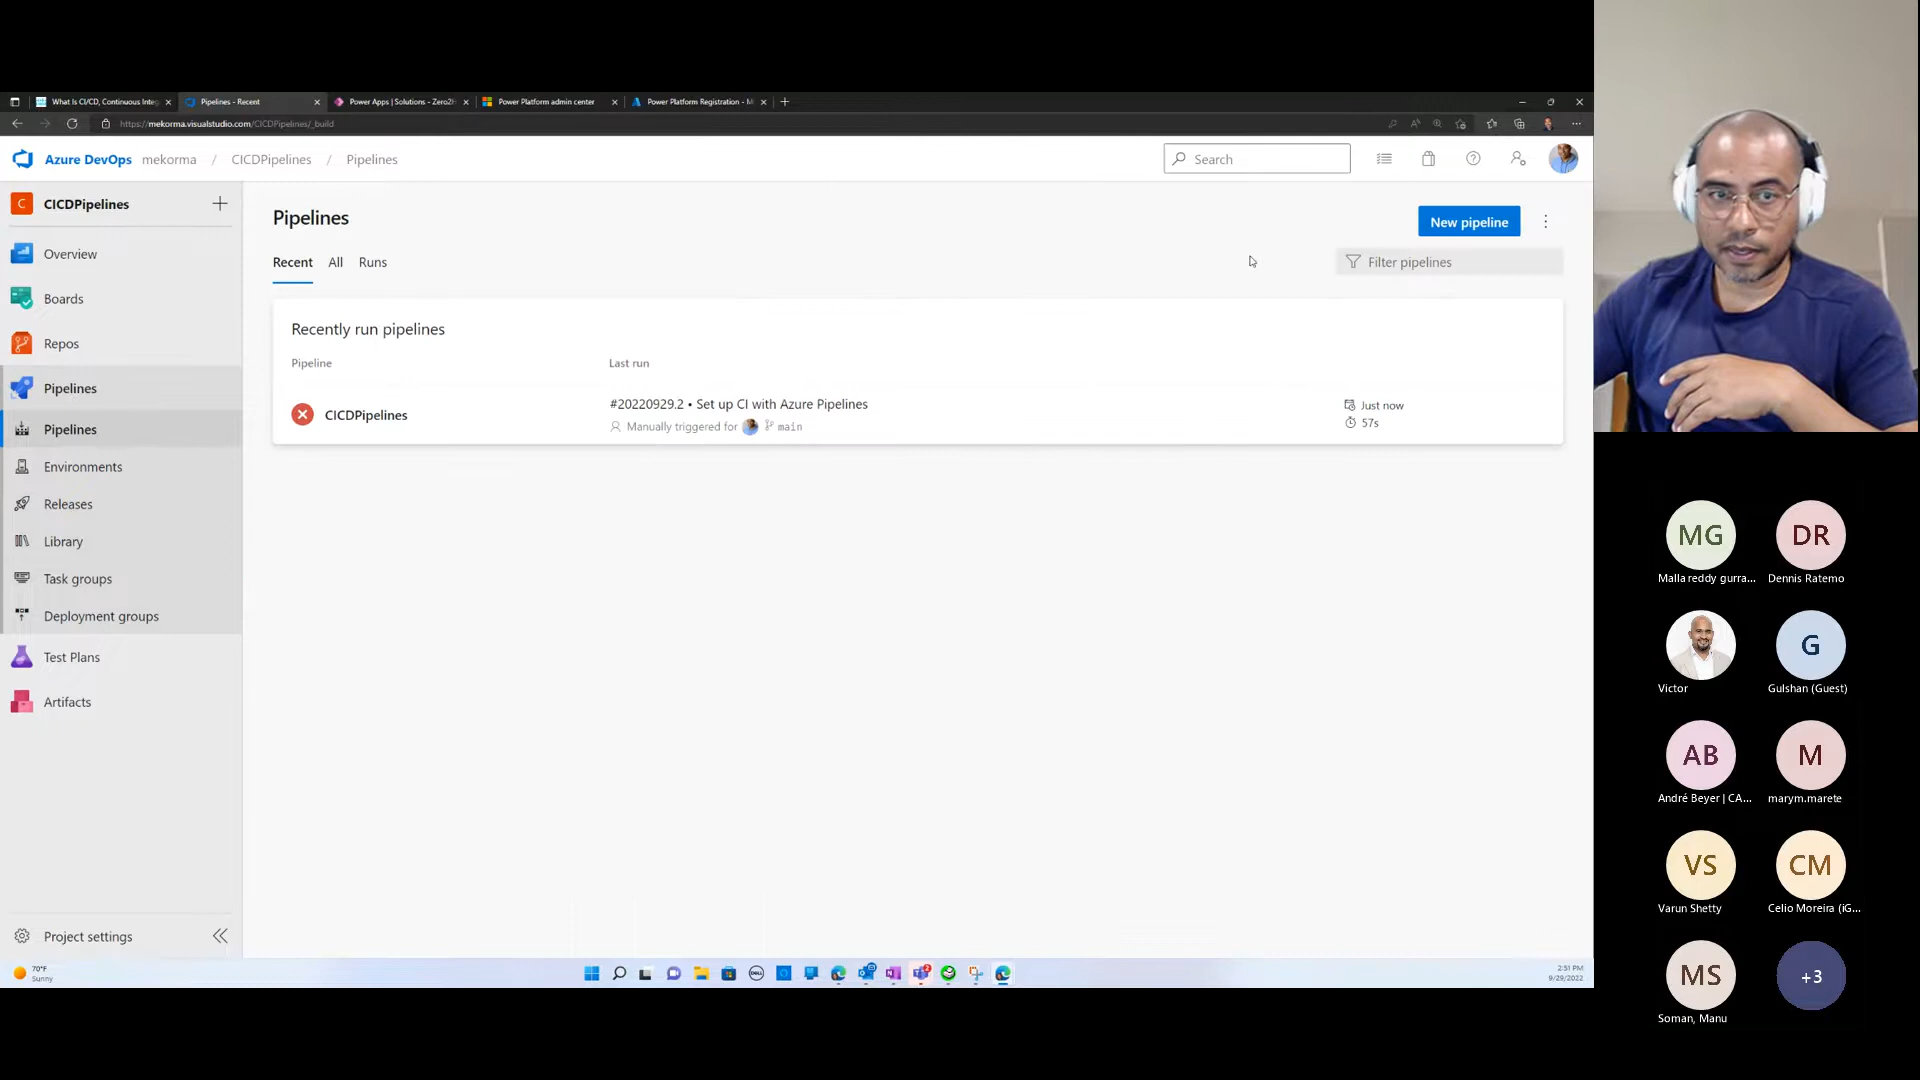 What Is CI/CD, Continuous Integ
Pipelines - Recent
Power Apps | Solutions - Zero2H
Power Platform admin center
Power Platform Registration - M
https://mekorma.visualstudio.com/CICDPipelines/_build
Azure DevOps mekorma / CICDPipelines / Pipelines
Search
C CICDPipelines
Overview
Boards
Repos
Pipelines
Pipelines
Environments
Releases
Library
Task groups
Deployment groups
Test Plans
Artifacts
Project settings
Pipelines
New pipeline
Recent All Runs
Filter pipelines
Recently run pipelines
Pipeline Last run
CICDPipelines
#20220929.2 • Set up CI with Azure Pipelines
Manually triggered for main
Just now
57s
70°F
Sunny
DELL
2
2:51 PM
9/29/2022
MG DR
Malla reddy gurra... Dennis Ratemo
G
Victor Gulshan (Guest)
AB M
André Beyer | CA... marym.marete
VS CM
Varun Shetty Celio Moreira (iG...
MS +3
Soman, Manu